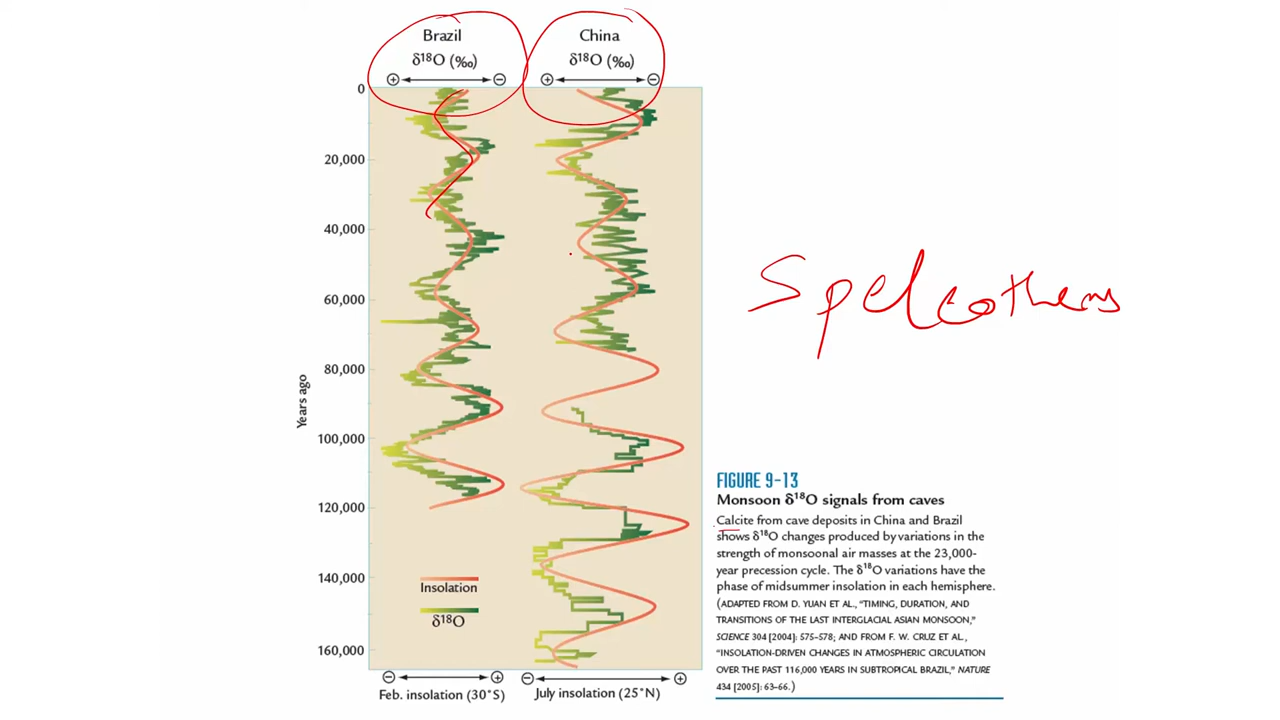 Brazil China
δ18O (‰) δ18O (‰)
+ − + −
0
20,000
40,000
60,000
80,000
100,000
120,000
140,000
160,000
Years ago
Insolation
δ18O
− + − +
Feb. insolation (30°S) July insolation (25°N)
Speleothems
FIGURE 9–13
Monsoon δ18O signals from caves
Calcite from cave deposits in China and Brazil
shows δ18O changes produced by variations in the
strength of monsoonal air masses at the 23,000-
year precession cycle. The δ18O variations have the
phase of midsummer insolation in each hemisphere.
(ADAPTED FROM D. YUAN ET AL., “TIMING, DURATION, AND
TRANSITIONS OF THE LAST INTERGLACIAL ASIAN MONSOON,”
SCIENCE 304 [2004]: 575–578; AND FROM F. W. CRUZ ET AL.,
“INSOLATION-DRIVEN CHANGES IN ATMOSPHERIC CIRCULATION
OVER THE PAST 116,000 YEARS IN SUBTROPICAL BRAZIL,” NATURE
434 [2005]: 63–66.)